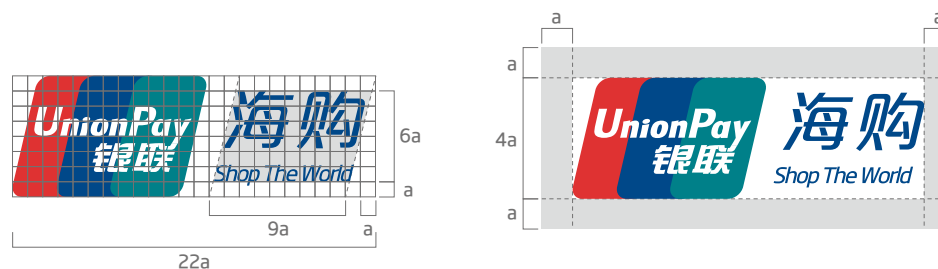 UnionPay
银联
海购
Shop The World
6a
a
9a
a
22a
a
a
a
4a
a
UnionPay
银联
海购
Shop The World